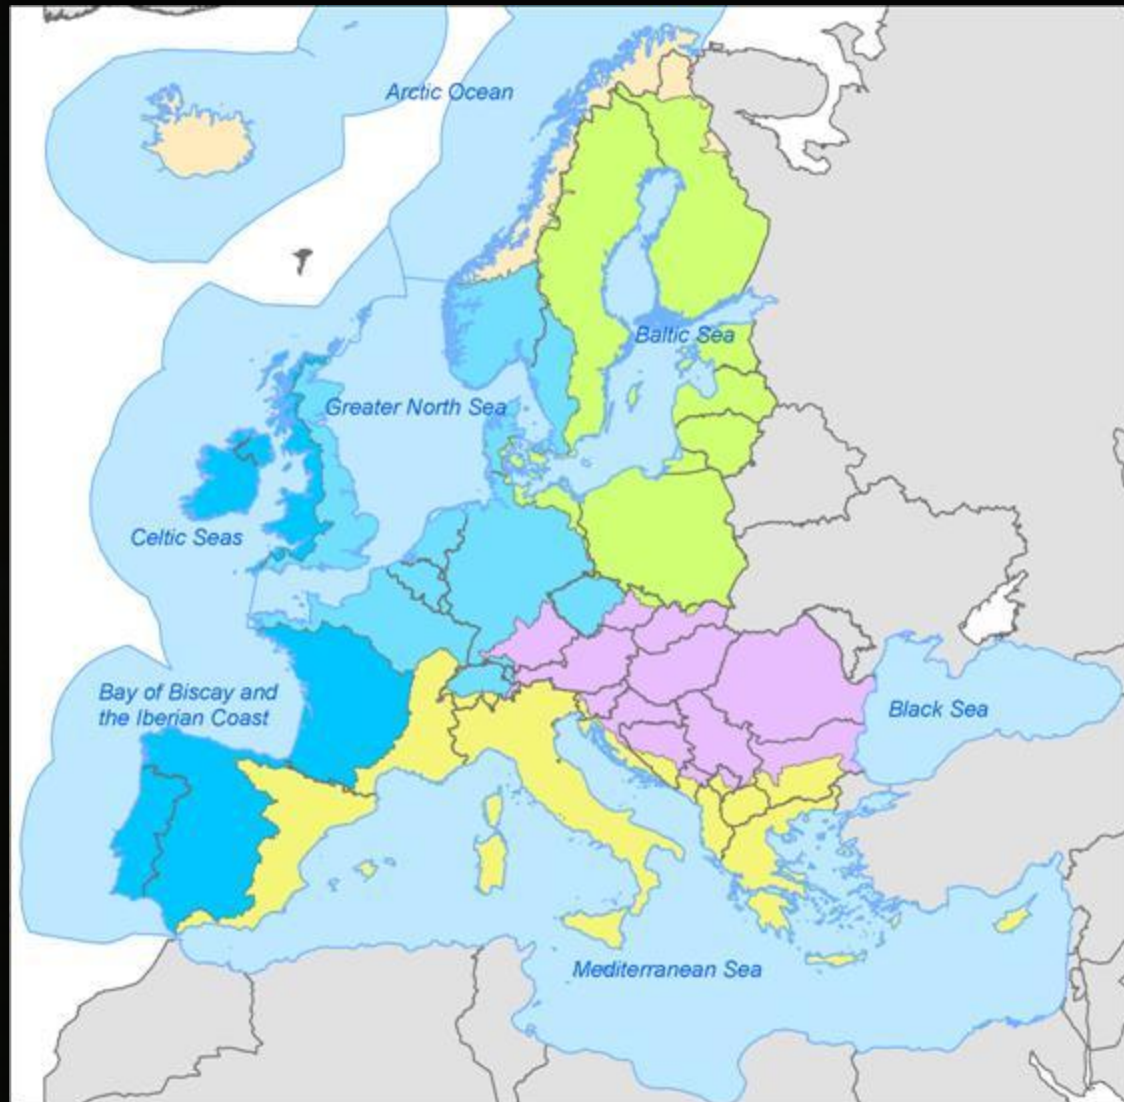 Arctic Ocean
Baltic Sea
Greater North Sea
Celtic Seas
Bay of Biscay and
the Iberian Coast
Black Sea
Mediterranean Sea